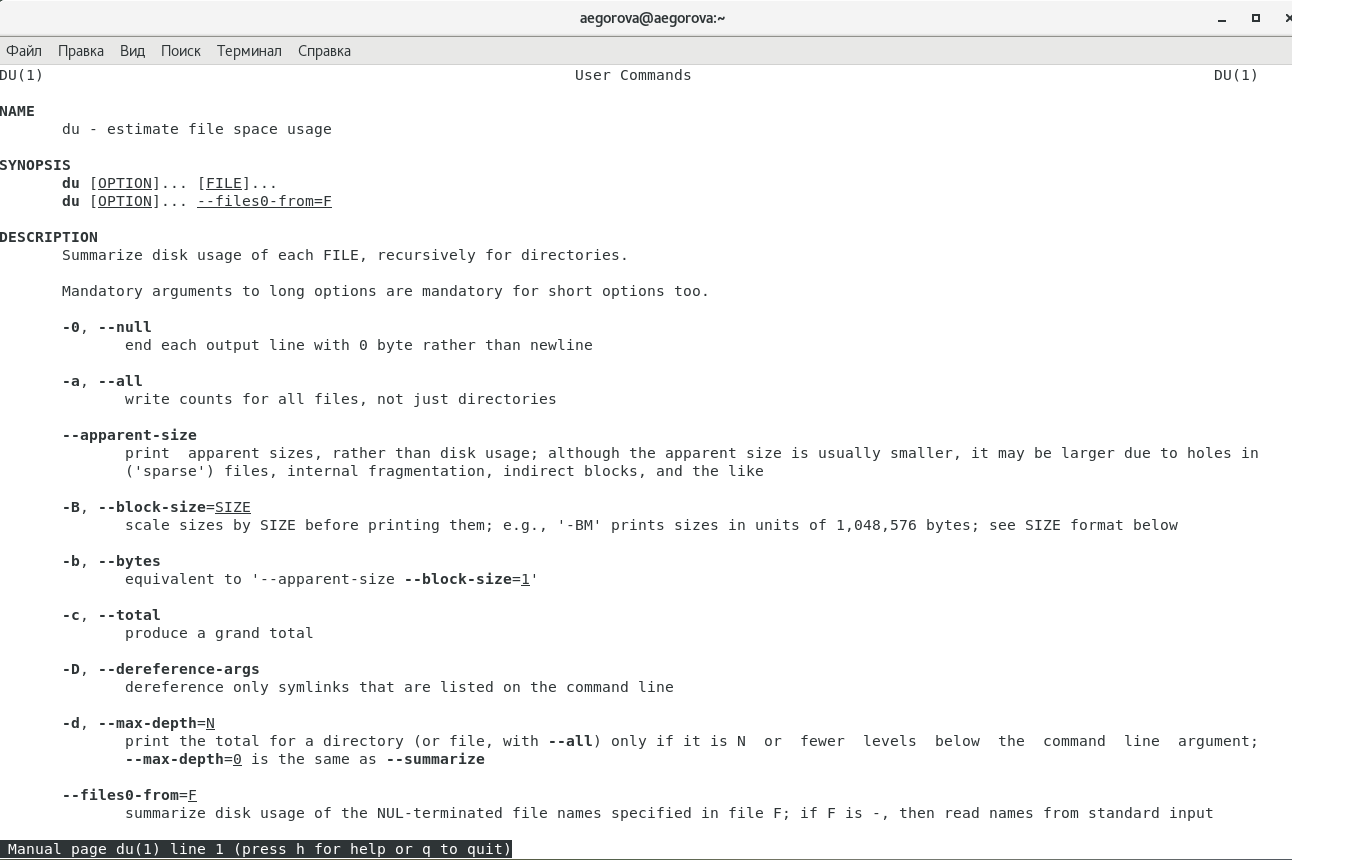 aegorova@aegorova:~
Файл Правка Вид Поиск Терминал Справка
DU(1) User Commands DU(1)
NAME
du - estimate file space usage
SYNOPSIS
du [OPTION]... [FILE]...
du [OPTION]... --files0-from=F
DESCRIPTION
Summarize disk usage of each FILE, recursively for directories.
Mandatory arguments to long options are mandatory for short options too.
-0, --null
end each output line with 0 byte rather than newline
-a, --all
write counts for all files, not just directories
--apparent-size
print  apparent sizes, rather than disk usage; although the apparent size is usually smaller, it may be larger due to holes in
('sparse') files, internal fragmentation, indirect blocks, and the like
-B, --block-size=SIZE
scale sizes by SIZE before printing them; e.g., '-BM' prints sizes in units of 1,048,576 bytes; see SIZE format below
-b, --bytes
equivalent to '--apparent-size --block-size=1'
-c, --total
produce a grand total
-D, --dereference-args
dereference only symlinks that are listed on the command line
-d, --max-depth=N
print the total for a directory (or file, with --all) only if it is N  or  fewer  levels  below  the  command  line  argument;
--max-depth=0 is the same as --summarize
--files0-from=F
summarize disk usage of the NUL-terminated file names specified in file F; if F is -, then read names from standard input
Manual page du(1) line 1 (press h for help or q to quit)